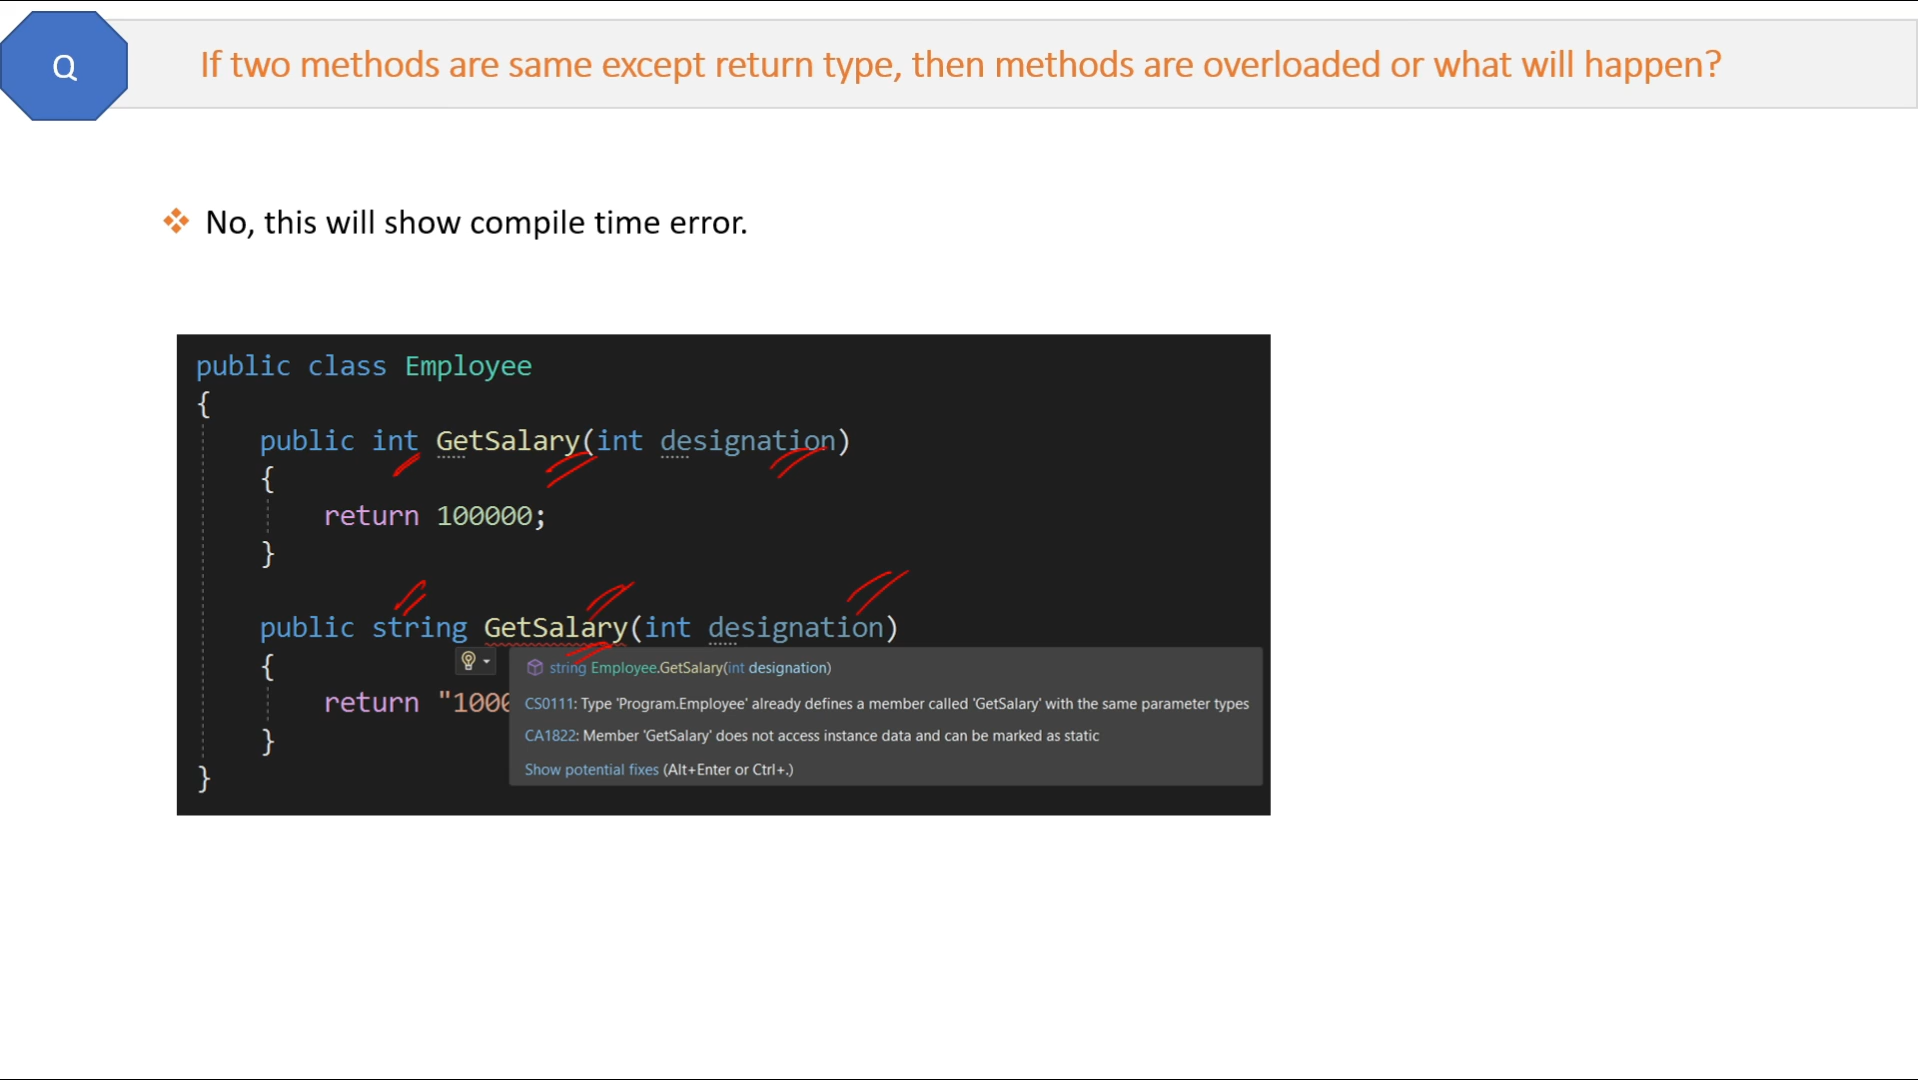 Q
If two methods are same except return type, then methods are overloaded or what will happen?
No, this will show compile time error.
public class Employee
{
public int GetSalary(int designation)
{
return 100000;
}
public string GetSalary(int designation)
{
return "1000
}
}
string Employee.GetSalary(int designation)
CS0111: Type 'Program.Employee' already defines a member called 'GetSalary' with the same parameter types
CA1822: Member 'GetSalary' does not access instance data and can be marked as static
Show potential fixes (Alt+Enter or Ctrl+.)